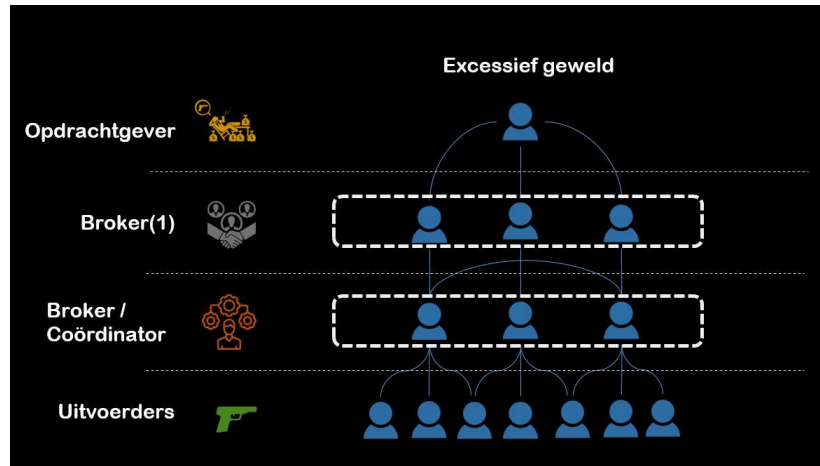 Excessief geweld
Opdrachtgever
Broker(1)
Broker /
Coördinator
Uitvoerders